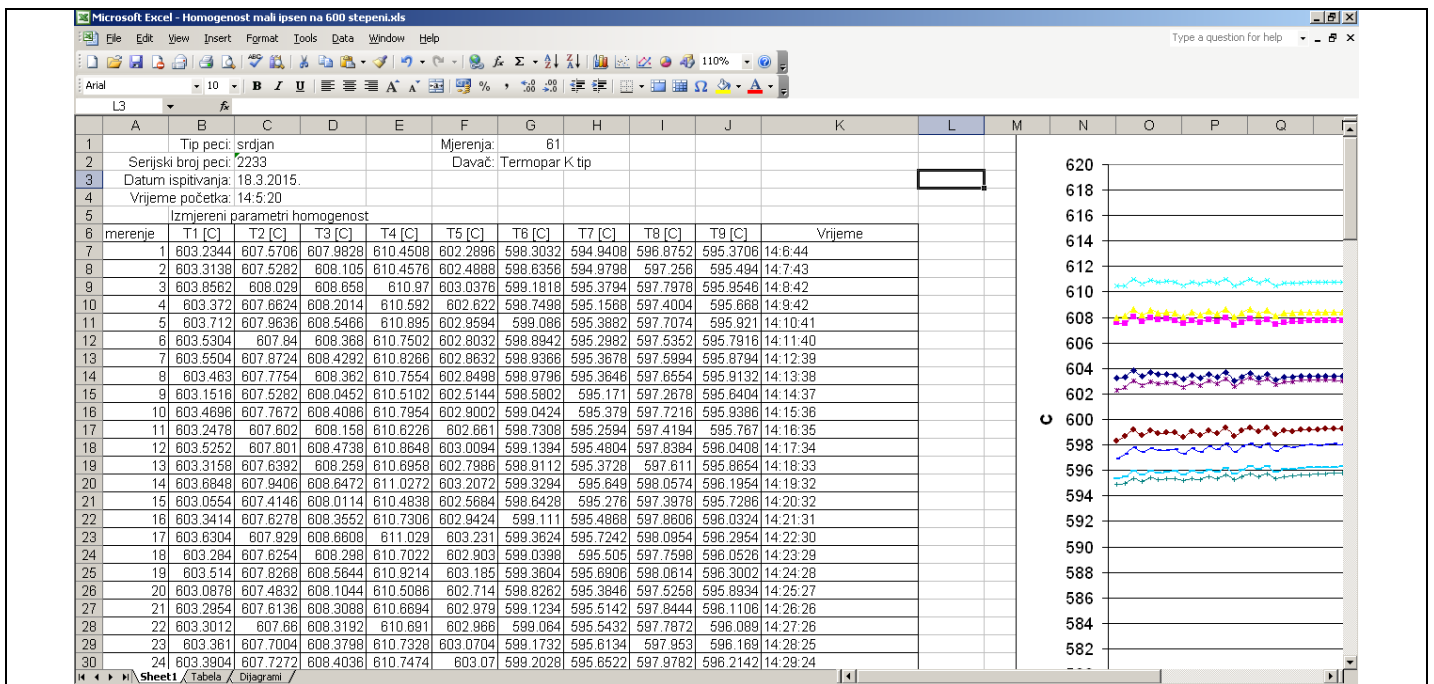 Microsoft Excel - Homogenost mali ipsen na 600 stepeni.xls
File Edit View Insert Format Tools Data Window Help Type a question for help
110%
Arial 10 B I U
L3 fx
A B C D E F G H I J K L M N O P Q
1 Tip peci: srdjan Mjerenja: 61
2 Serijski broj peci: 2233 Davač: Termopar K tip
3 Datum ispitivanja: 18.3.2015.
4 Vrijeme početka: 14:5:20
5 Izmjereni parametri homogenost
6 merenje T1 [C] T2 [C] T3 [C] T4 [C] T5 [C] T6 [C] T7 [C] T8 [C] T9 [C] Vrijeme
7 1 603.2344 607.5706 607.9828 610.4508 602.2896 598.3032 594.9408 596.8752 595.3706 14:6:44
8 2 603.3138 607.5282 608.105 610.4576 602.4888 598.6356 594.9798 597.256 595.494 14:7:43
9 3 603.8562 608.029 608.658 610.97 603.0376 599.1818 595.3794 597.7978 595.9546 14:8:42
10 4 603.372 607.6624 608.2014 610.592 602.622 598.7498 595.1568 597.4004 595.668 14:9:42
11 5 603.712 607.9636 608.5466 610.895 602.9594 599.086 595.3882 597.7074 595.921 14:10:41
12 6 603.5304 607.84 608.368 610.7502 602.8032 598.8942 595.2982 597.5352 595.7916 14:11:40
13 7 603.5504 607.8724 608.4292 610.8266 602.8632 598.9366 595.3678 597.5994 595.8794 14:12:39
14 8 603.463 607.7754 608.362 610.7554 602.8498 598.9796 595.3646 597.6554 595.9132 14:13:38
15 9 603.1516 607.5282 608.0452 610.5102 602.5144 598.5802 595.171 597.2678 595.6404 14:14:37
16 10 603.4696 607.7672 608.4086 610.7954 602.9002 599.0424 595.379 597.7216 595.9386 14:15:36
17 11 603.2478 607.602 608.158 610.6226 602.661 598.7308 595.2594 597.4194 595.767 14:16:35
18 12 603.5252 607.801 608.4738 610.8648 603.0094 599.1394 595.4804 597.8384 596.0408 14:17:34
19 13 603.3158 607.6392 608.259 610.6958 602.7986 598.9112 595.3728 597.611 595.8654 14:18:33
20 14 603.6848 607.9406 608.6472 611.0272 603.2072 599.3294 595.649 598.0574 596.1954 14:19:32
21 15 603.0554 607.4146 608.0114 610.4838 602.5684 598.6428 595.276 597.3978 595.7286 14:20:32
22 16 603.3414 607.6278 608.3552 610.7306 602.9424 599.111 595.4868 597.8606 596.0324 14:21:31
23 17 603.6304 607.929 608.6608 611.029 603.231 599.3624 595.7242 598.0954 596.2954 14:22:30
24 18 603.284 607.6254 608.298 610.7022 602.903 599.0398 595.505 597.7598 596.0526 14:23:29
25 19 603.514 607.8268 608.5644 610.9214 603.185 599.3604 595.6906 598.0614 596.3002 14:24:28
26 20 603.0878 607.4832 608.1044 610.5086 602.714 598.8262 595.3846 597.5258 595.8934 14:25:27
27 21 603.2954 607.6136 608.3088 610.6694 602.979 599.1234 595.5142 597.8444 596.1106 14:26:26
28 22 603.3012 607.66 608.3192 610.691 602.966 599.064 595.5432 597.7872 596.089 14:27:26
29 23 603.361 607.7004 608.3798 610.7328 603.0704 599.1732 595.6134 597.953 596.169 14:28:25
30 24 603.3904 607.7272 608.4036 610.7474 603.07 599.2028 595.6522 597.9782 596.2142 14:29:24
Sheet1 Tabela Dijagrami
620
618
616
614
612
610
608
606
604
602
600
598
596
594
592
590
588
586
584
582
C